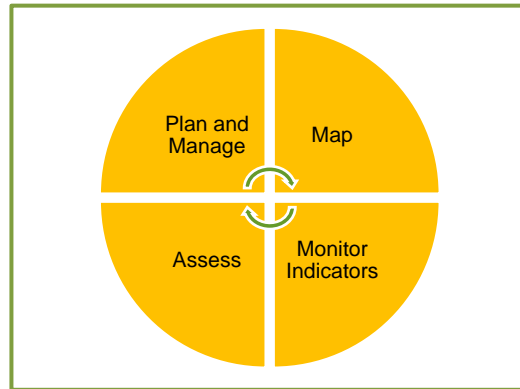 Plan and
Manage
Map
Assess
Monitor
Indicators